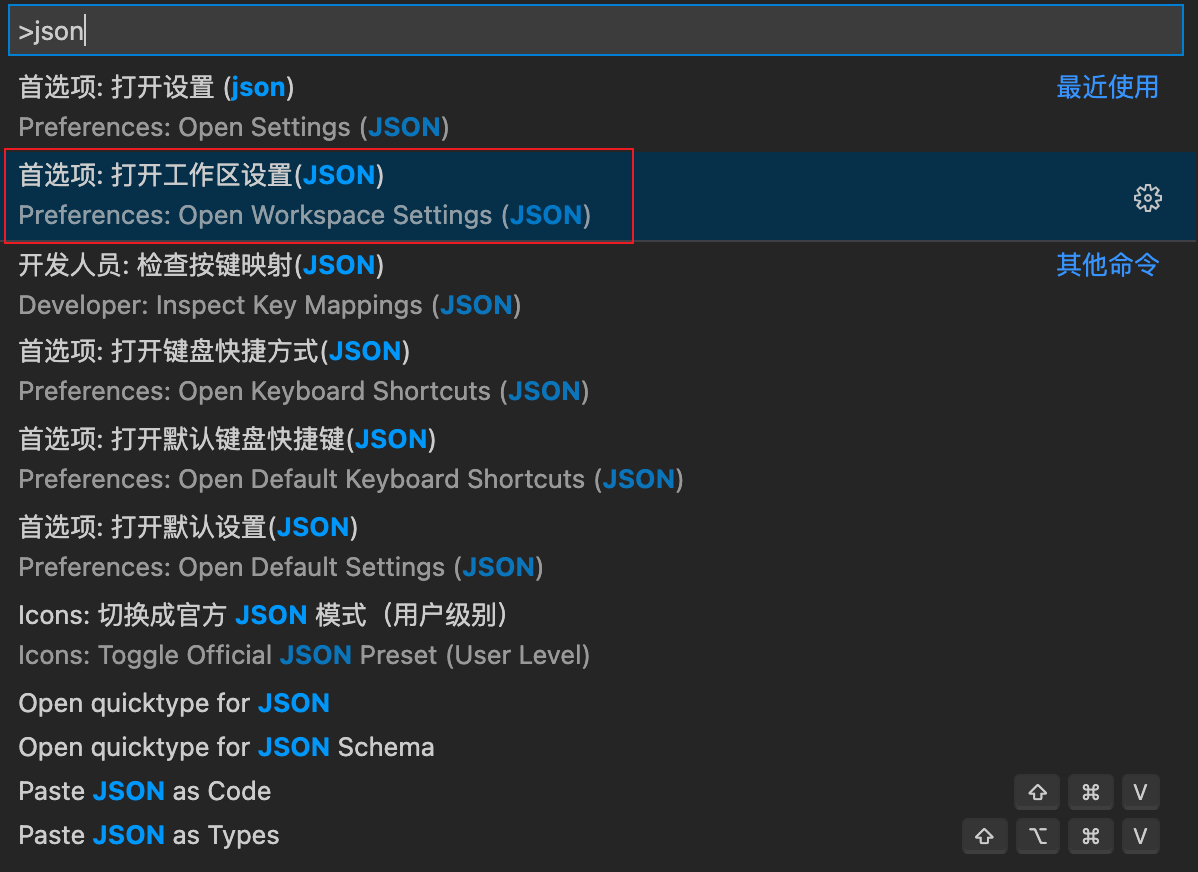 >json
首选项: 打开设置 (json) 最近使用
Preferences: Open Settings (JSON)
首选项: 打开工作区设置(JSON)
Preferences: Open Workspace Settings (JSON)
开发人员: 检查按键映射(JSON) 其他命令
Developer: Inspect Key Mappings (JSON)
首选项: 打开键盘快捷方式(JSON)
Preferences: Open Keyboard Shortcuts (JSON)
首选项: 打开默认键盘快捷键(JSON)
Preferences: Open Default Keyboard Shortcuts (JSON)
首选项: 打开默认设置(JSON)
Preferences: Open Default Settings (JSON)
Icons: 切换成官方 JSON 模式（用户级别）
Icons: Toggle Official JSON Preset (User Level)
Open quicktype for JSON
Open quicktype for JSON Schema
Paste JSON as Code ⇧ ⌘ V
Paste JSON as Types ⇧ ⌥ ⌘ V